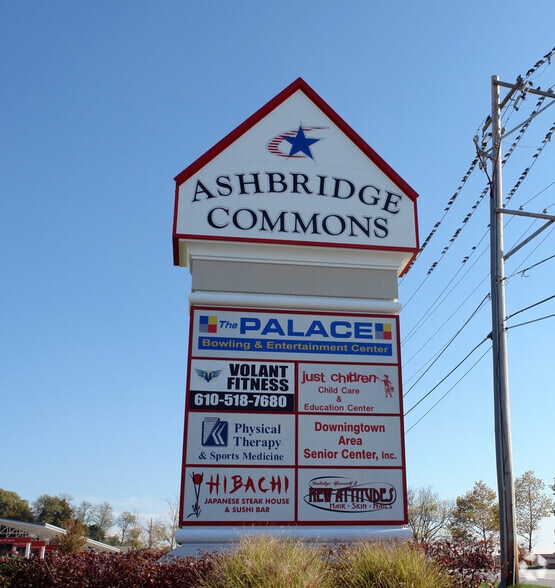 ASHBRIDGE
COMMONS
The PALACE
Bowling & Entertainment Center
VOLANT
FITNESS
610-518-7680
just children
Child Care
&
Education Center
Physical
Therapy
& Sports Medicine
Downingtown
Area
Senior Center, Inc.
HIBACHI
JAPANESE STEAK HOUSE
& SUSHI BAR
Indulge Yourself
NEW ATTITUDES
HAIR - SKIN - NAILS